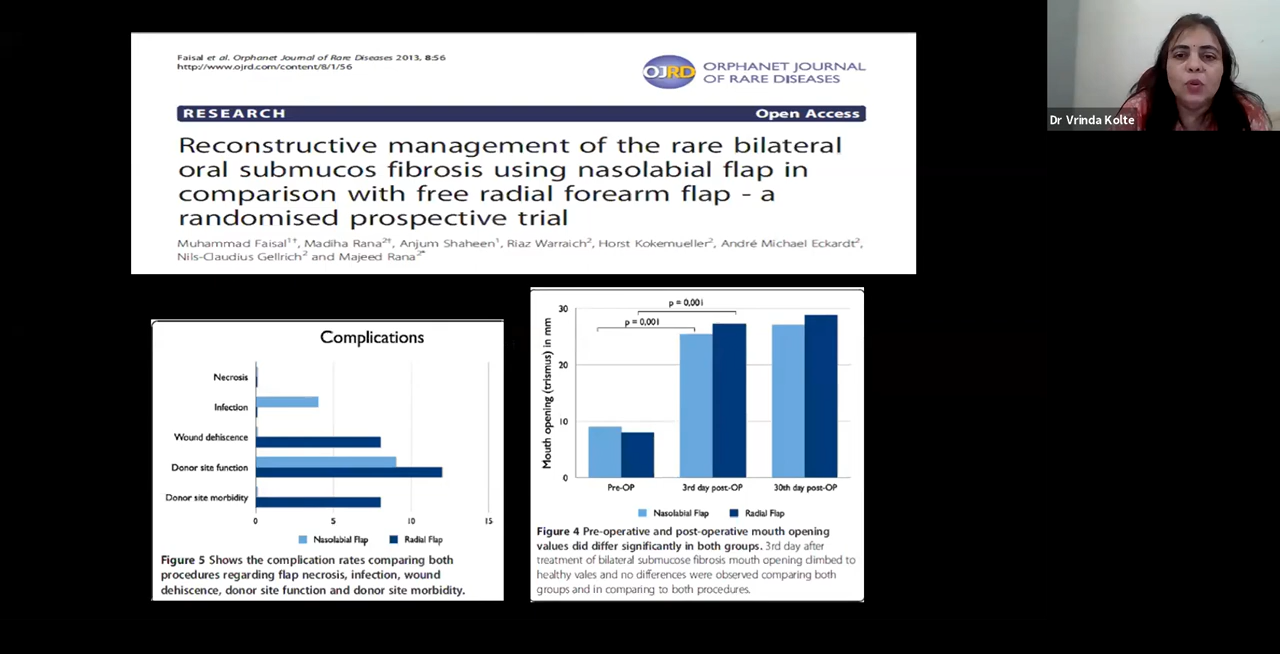 Faisal et al. Orphanet Journal of Rare Diseases 2013, 8:56
http://www.ojrd.com/content/8/1/56
OJRD
ORPHANET JOURNAL
OF RARE DISEASES
RESEARCH
Open Access
Reconstructive management of the rare bilateral
oral submucos fibrosis using nasolabial flap in
comparison with free radial forearm flap - a
randomised prospective trial
Muhammad Faisal1†, Madiha Rana2†, Anjum Shaheen1, Riaz Warraich2, Horst Kokemueller2, André Michael Eckardt2,
Nils-Claudius Gellrich2 and Majeed Rana2*
Dr Vrinda Kolte
Complications
Necrosis
Infection
Wound dehiscence
Donor site function
Donor site morbidity
0 5 10 15
Nasolabial Flap Radial Flap
Figure 5 Shows the complication rates comparing both
procedures regarding flap necrosis, infection, wound
dehiscence, donor site function and donor site morbidity.
Mouth opening (trismus) in mm
30
20
10
0
p = 0,001
p = 0,001
Pre-OP 3rd day post-OP 30th day post-OP
Nasolabial Flap Radial Flap
Figure 4 Pre-operative and post-operative mouth opening
values did differ significantly in both groups. 3rd day after
treatment of bilateral submucose fibrosis mouth opening climbed to
healthy vales and no differences were observed comparing both
groups and in comparing to both procedures.